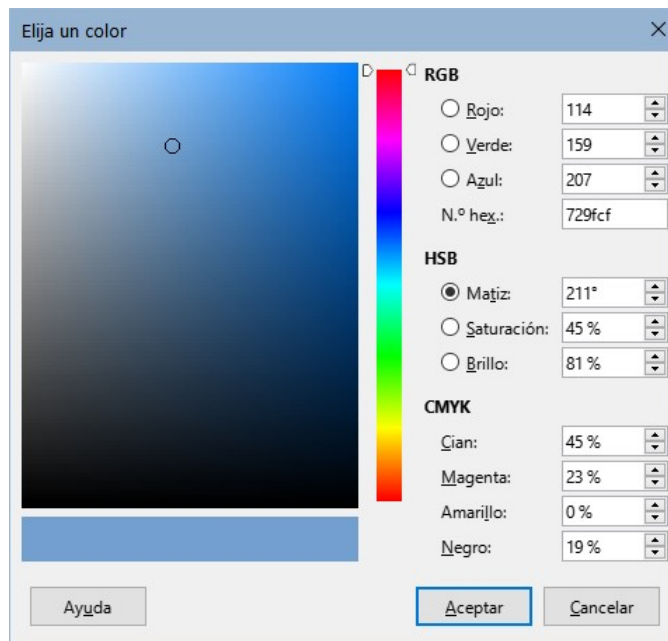 Elija un color
RGB
Rojo: 114
Verde: 159
Azul: 207
N.º hex.: 729fcf
HSB
Matiz: 211°
Saturación: 45 %
Brillo: 81 %
CMYK
Cian: 45 %
Magenta: 23 %
Amarillo: 0 %
Negro: 19 %
Ayuda Aceptar Cancelar